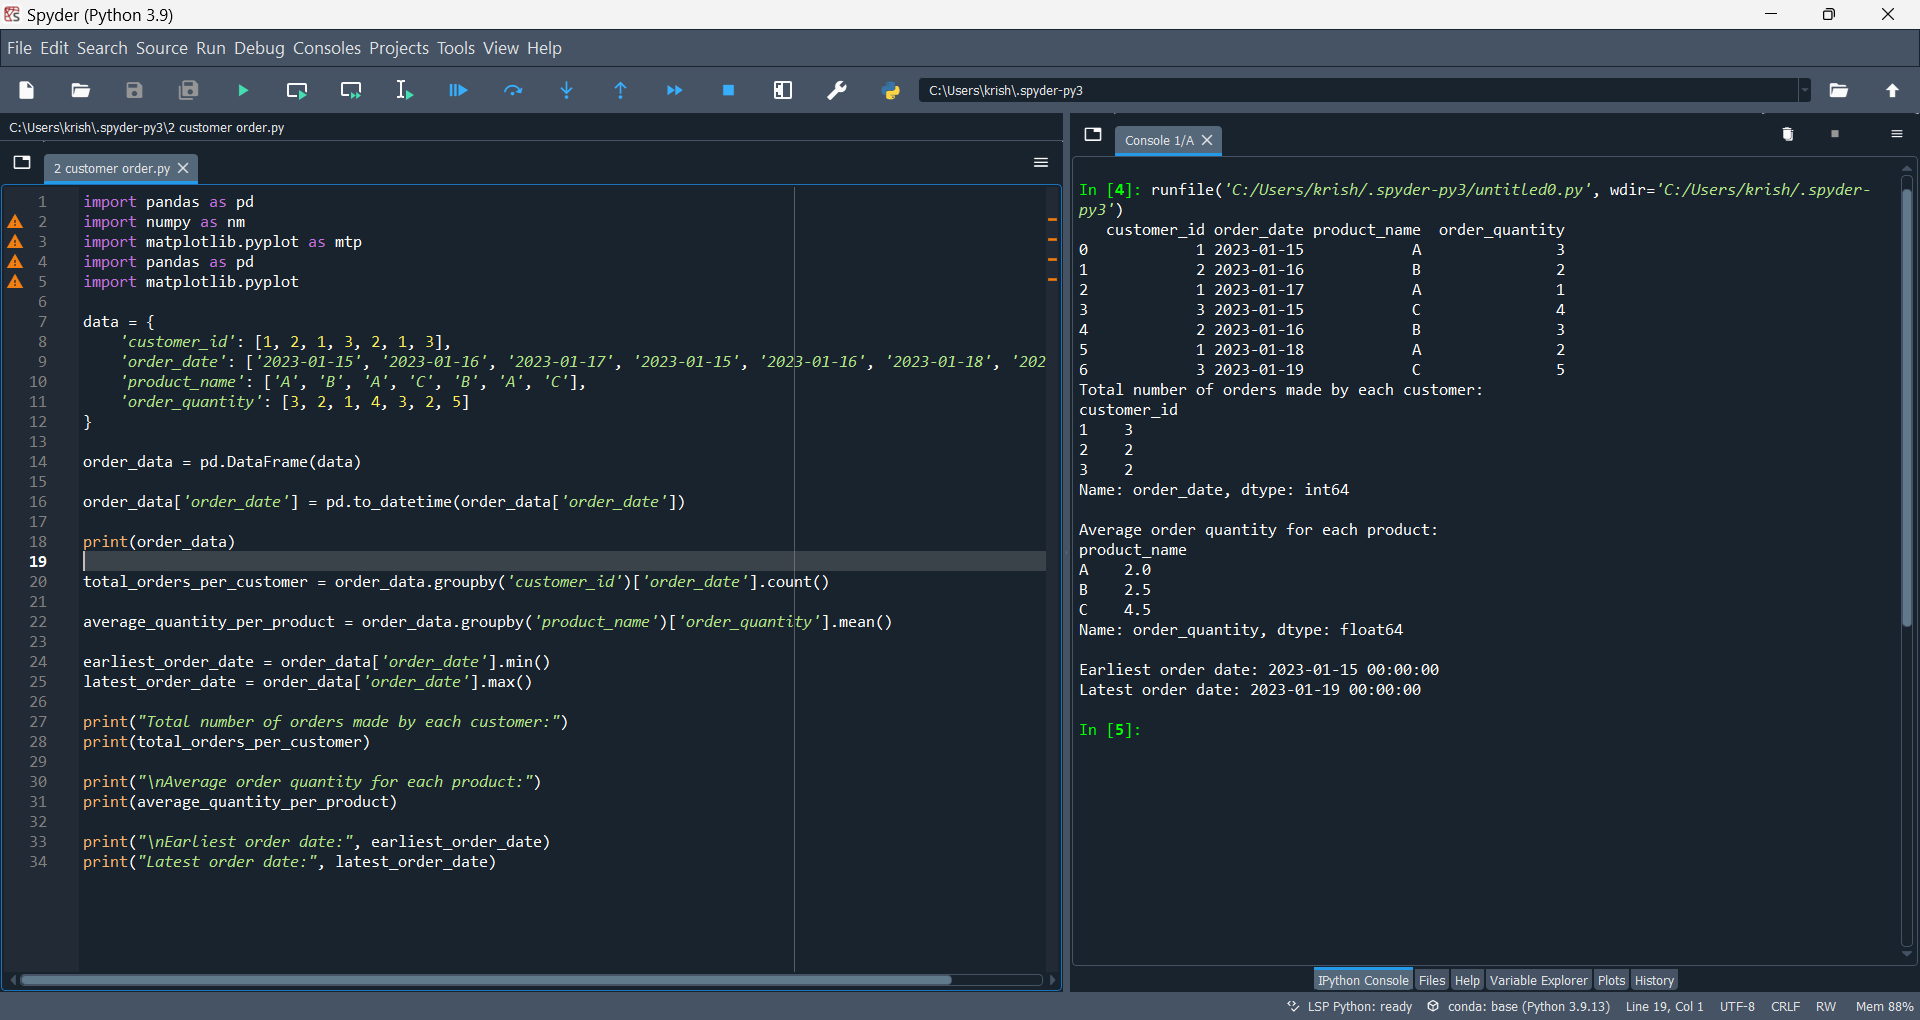 Spyder (Python 3.9)
File Edit Search Source Run Debug Consoles Projects Tools View Help
C:\Users\krish\.spyder-py3
C:\Users\krish\.spyder-py3\2 customer order.py
2 customer order.py
1 import pandas as pd
2 import numpy as nm
3 import matplotlib.pyplot as mtp
4 import pandas as pd
5 import matplotlib.pyplot
6
7 data = {
8 'customer_id': [1, 2, 1, 3, 2, 1, 3],
9 'order_date': ['2023-01-15', '2023-01-16', '2023-01-17', '2023-01-15', '2023-01-16', '2023-01-18', '202
10 'product_name': ['A', 'B', 'A', 'C', 'B', 'A', 'C'],
11 'order_quantity': [3, 2, 1, 4, 3, 2, 5]
12 }
13
14 order_data = pd.DataFrame(data)
15
16 order_data['order_date'] = pd.to_datetime(order_data['order_date'])
17
18 print(order_data)
19
20 total_orders_per_customer = order_data.groupby('customer_id')['order_date'].count()
21
22 average_quantity_per_product = order_data.groupby('product_name')['order_quantity'].mean()
23
24 earliest_order_date = order_data['order_date'].min()
25 latest_order_date = order_data['order_date'].max()
26
27 print("Total number of orders made by each customer:")
28 print(total_orders_per_customer)
29
30 print("\nAverage order quantity for each product:")
31 print(average_quantity_per_product)
32
33 print("\nEarliest order date:", earliest_order_date)
34 print("Latest order date:", latest_order_date)
Console 1/A
In [4]: runfile('C:/Users/krish/.spyder-py3/untitled0.py', wdir='C:/Users/krish/.spyder-
py3')
customer_id order_date product_name order_quantity
0 1 2023-01-15 A 3
1 2 2023-01-16 B 2
2 1 2023-01-17 A 1
3 3 2023-01-15 C 4
4 2 2023-01-16 B 3
5 1 2023-01-18 A 2
6 3 2023-01-19 C 5
Total number of orders made by each customer:
customer_id
1 3
2 2
3 2
Name: order_date, dtype: int64
Average order quantity for each product:
product_name
A 2.0
B 2.5
C 4.5
Name: order_quantity, dtype: float64
Earliest order date: 2023-01-15 00:00:00
Latest order date: 2023-01-19 00:00:00
In [5]:
IPython Console Files Help Variable Explorer Plots History
LSP Python: ready conda: base (Python 3.9.13) Line 19, Col 1 UTF-8 CRLF RW Mem 88%